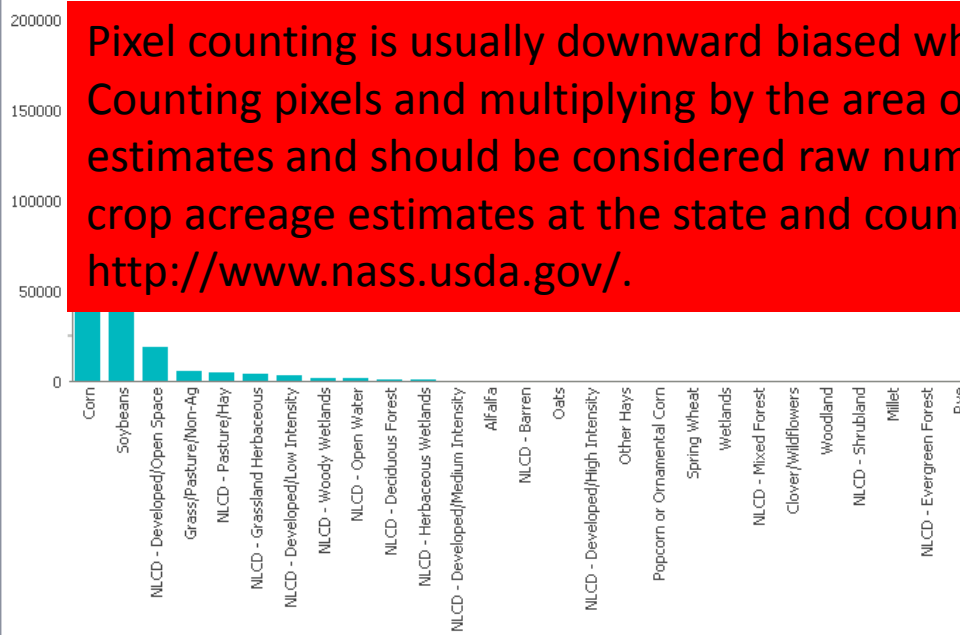 200000
150000
100000
50000
0
Pixel counting is usually downward biased wh
Counting pixels and multiplying by the area o
estimates and should be considered raw num
crop acreage estimates at the state and coun
http://www.nass.usda.gov/.
Corn
Soybeans
NLCD - Developed/Open Space
Grass/Pasture/Non-Ag
NLCD - Pasture/Hay
NLCD - Grassland Herbaceous
NLCD - Developed/Low Intensity
NLCD - Woody Wetlands
NLCD - Open Water
NLCD - Deciduous Forest
NLCD - Herbaceous Wetlands
NLCD - Developed/Medium Intensity
Alfalfa
NLCD - Barren
Oats
NLCD - Developed/High Intensity
Other Hays
Popcorn or Ornamental Corn
Spring Wheat
Wetlands
NLCD - Mixed Forest
Clover/Wildflowers
Woodland
NLCD - Shrubland
Millet
NLCD - Evergreen Forest